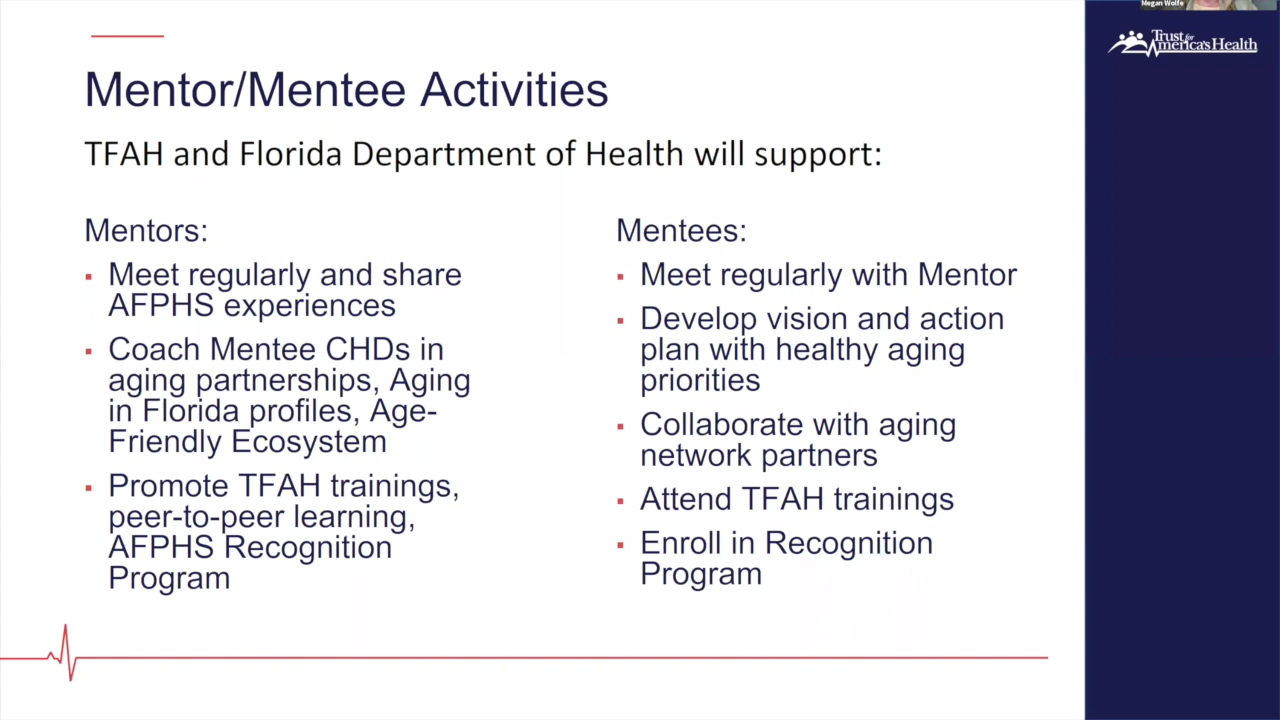 Megan Wolfe
Trust for
America's Health
Mentor/Mentee Activities
TFAH and Florida Department of Health will support:
Mentors:
▪ Meet regularly and share
AFPHS experiences
▪ Coach Mentee CHDs in
aging partnerships, Aging
in Florida profiles, Age-
Friendly Ecosystem
▪ Promote TFAH trainings,
peer-to-peer learning,
AFPHS Recognition
Program
Mentees:
▪ Meet regularly with Mentor
▪ Develop vision and action
plan with healthy aging
priorities
▪ Collaborate with aging
network partners
▪ Attend TFAH trainings
▪ Enroll in Recognition
Program